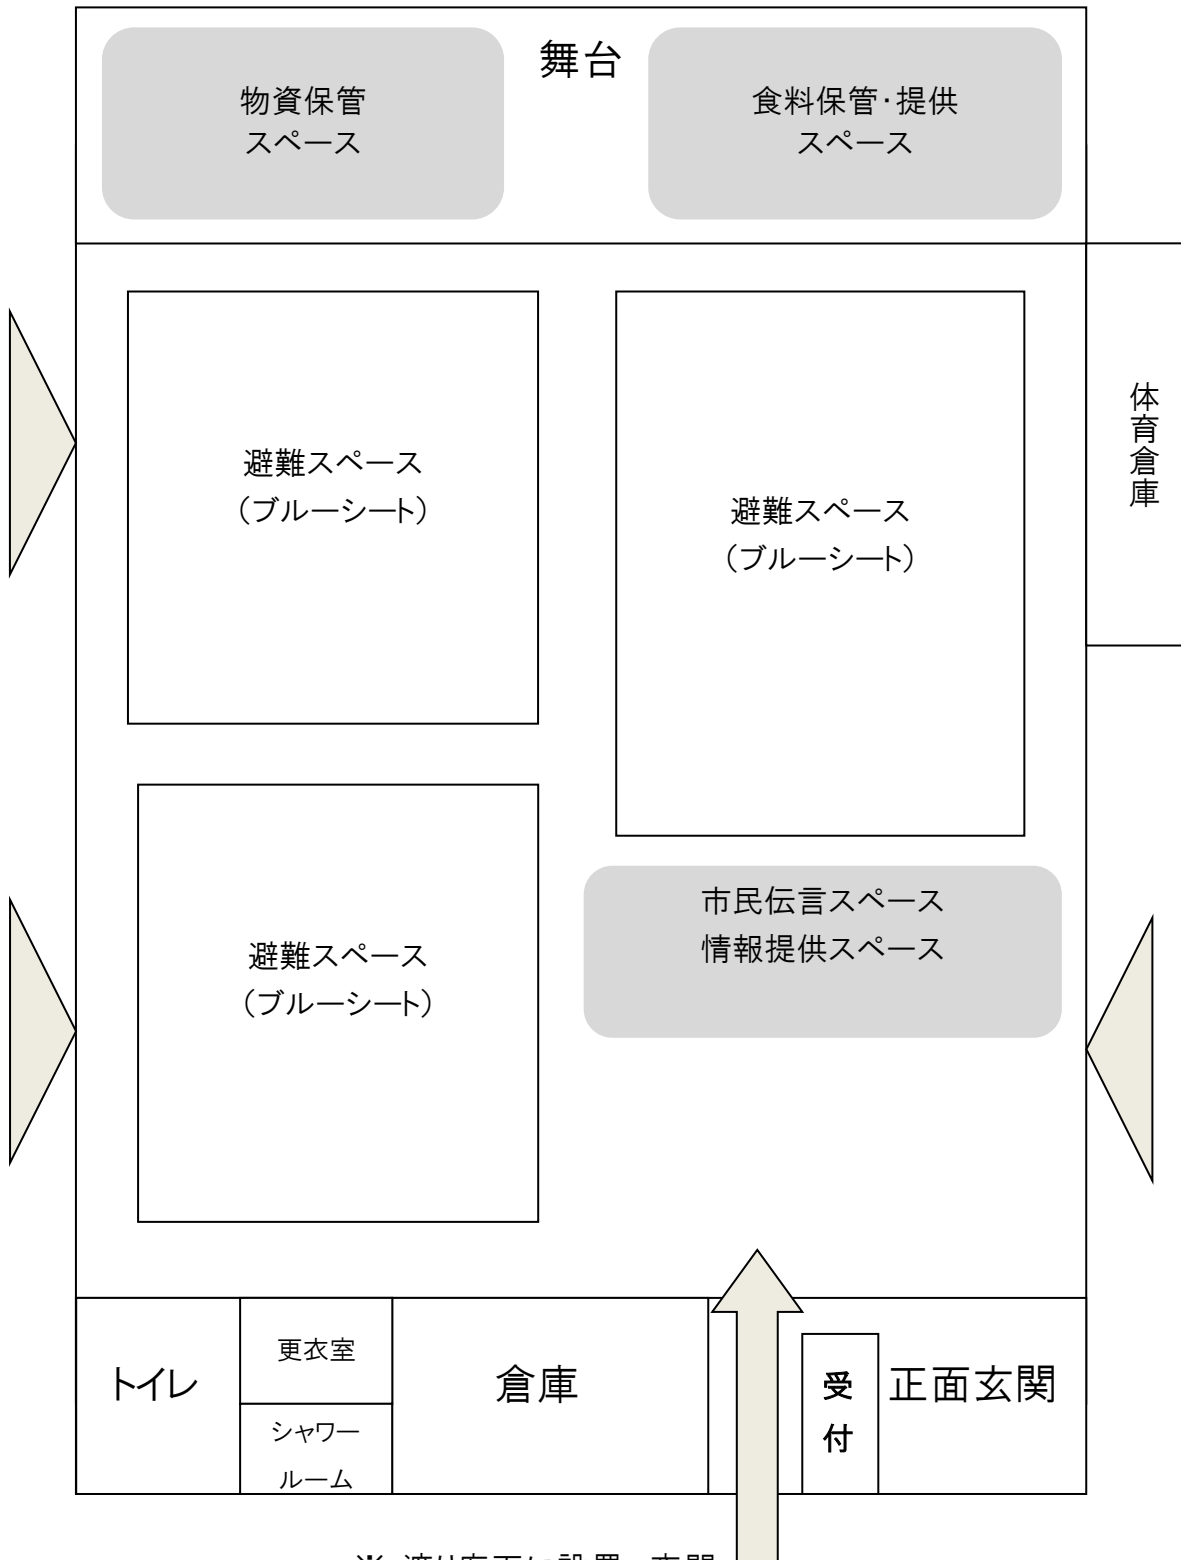 舞台
物資保管
スペース
食料保管・提供
スペース
体育倉庫
避難スペース
（ブルーシート）
避難スペース
（ブルーシート）
市民伝言スペース
情報提供スペース
避難スペース
（ブルーシート）
トイレ
更衣室
シャワー
ルーム
倉庫
受
付
正面玄関